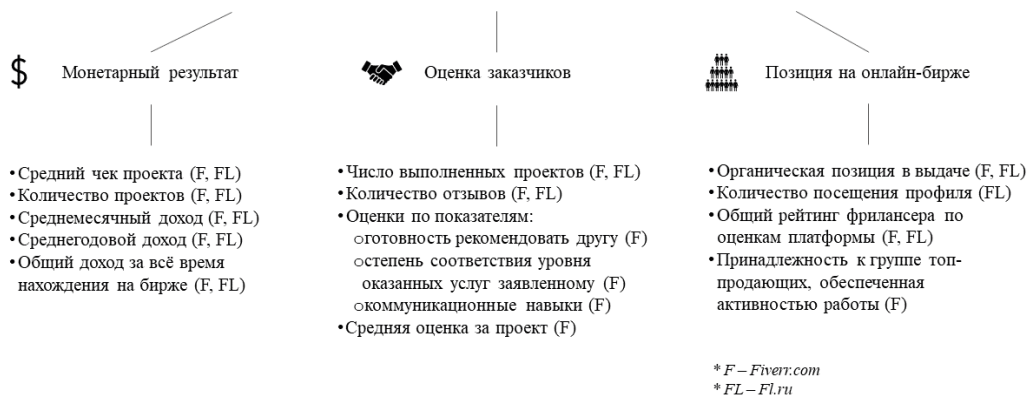 $ Монетарный результат
•Средний чек проекта (F, FL)
•Количество проектов (F, FL)
•Среднемесячный доход (F, FL)
•Среднегодовой доход (F, FL)
•Общий доход за всё время
нахождения на бирже (F, FL)
Оценка заказчиков
•Число выполненных проектов (F, FL)
•Количество отзывов (F, FL)
•Оценки по показателям:
oготовность рекомендовать другу (F)
oстепень соответствия уровня
оказанных услуг заявленному (F)
oкоммуникационные навыки (F)
•Средняя оценка за проект (F)
Позиция на онлайн-бирже
•Органическая позиция в выдаче (F, FL)
•Количество посещения профиля (FL)
•Общий рейтинг фрилансера по
оценкам платформы (F, FL)
•Принадлежность к группе топ-
продающих, обеспеченная
активностью работы (F)
* F – Fiverr.com
* FL – Fl.ru